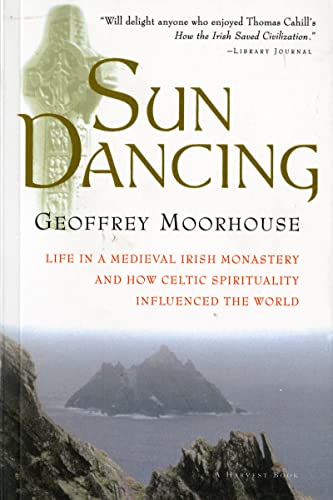 "Will delight anyone who enjoyed Thomas Cahill's
How the Irish Saved Civilization."
–LIBRARY JOURNAL
SUN
DANCING
GEOFFREY MOORHOUSE
LIFE IN A MEDIEVAL IRISH MONASTERY
AND HOW CELTIC SPIRITUALITY
INFLUENCED THE WORLD
A HARVEST BOOK